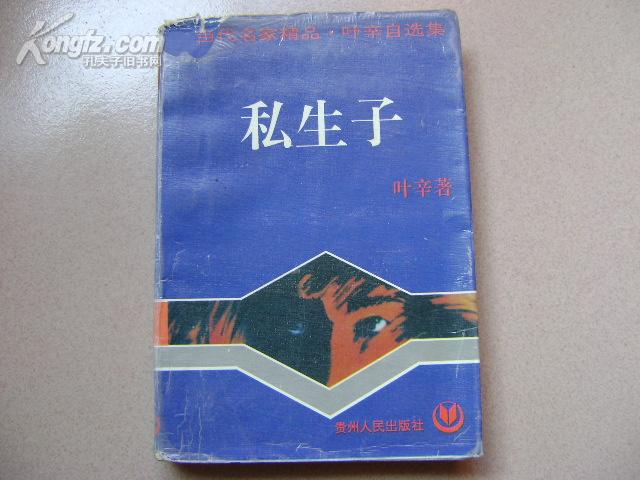 Kongfz.com
孔夫子旧书网
当代名家精品·叶辛自选集
私生子
叶辛著
贵州人民出版社